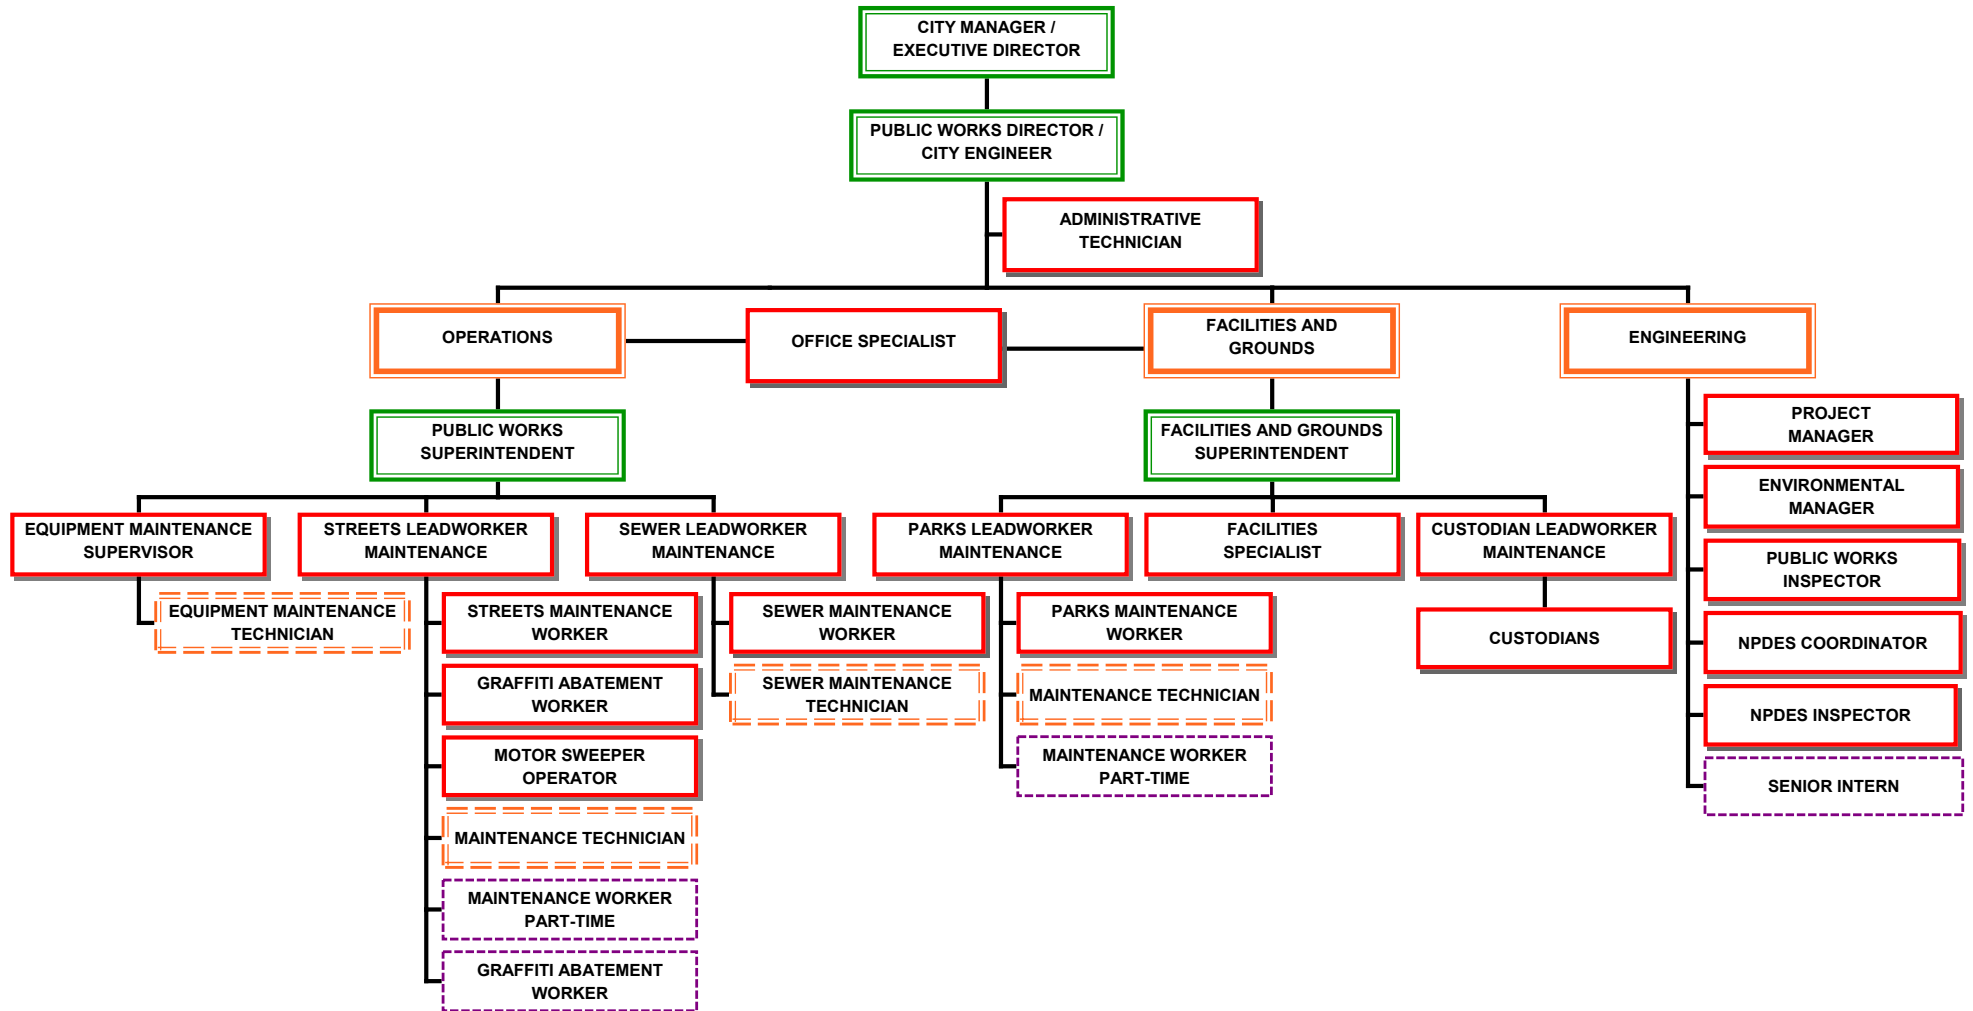 CITY MANAGER /
EXECUTIVE DIRECTOR
PUBLIC WORKS DIRECTOR /
CITY ENGINEER
ADMINISTRATIVE
TECHNICIAN
OPERATIONS
OFFICE SPECIALIST
FACILITIES AND
GROUNDS
ENGINEERING
PUBLIC WORKS
SUPERINTENDENT
FACILITIES AND GROUNDS
SUPERINTENDENT
EQUIPMENT MAINTENANCE
SUPERVISOR
EQUIPMENT MAINTENANCE
TECHNICIAN
STREETS LEADWORKER
MAINTENANCE
STREETS MAINTENANCE
WORKER
GRAFFITI ABATEMENT
WORKER
MOTOR SWEEPER
OPERATOR
MAINTENANCE TECHNICIAN
MAINTENANCE WORKER
PART-TIME
GRAFFITI ABATEMENT
WORKER
SEWER LEADWORKER
MAINTENANCE
SEWER MAINTENANCE
WORKER
SEWER MAINTENANCE
TECHNICIAN
PARKS LEADWORKER
MAINTENANCE
PARKS MAINTENANCE
WORKER
MAINTENANCE TECHNICIAN
MAINTENANCE WORKER
PART-TIME
FACILITIES
SPECIALIST
CUSTODIAN LEADWORKER
MAINTENANCE
CUSTODIANS
PROJECT
MANAGER
ENVIRONMENTAL
MANAGER
PUBLIC WORKS
INSPECTOR
NPDES COORDINATOR
NPDES INSPECTOR
SENIOR INTERN